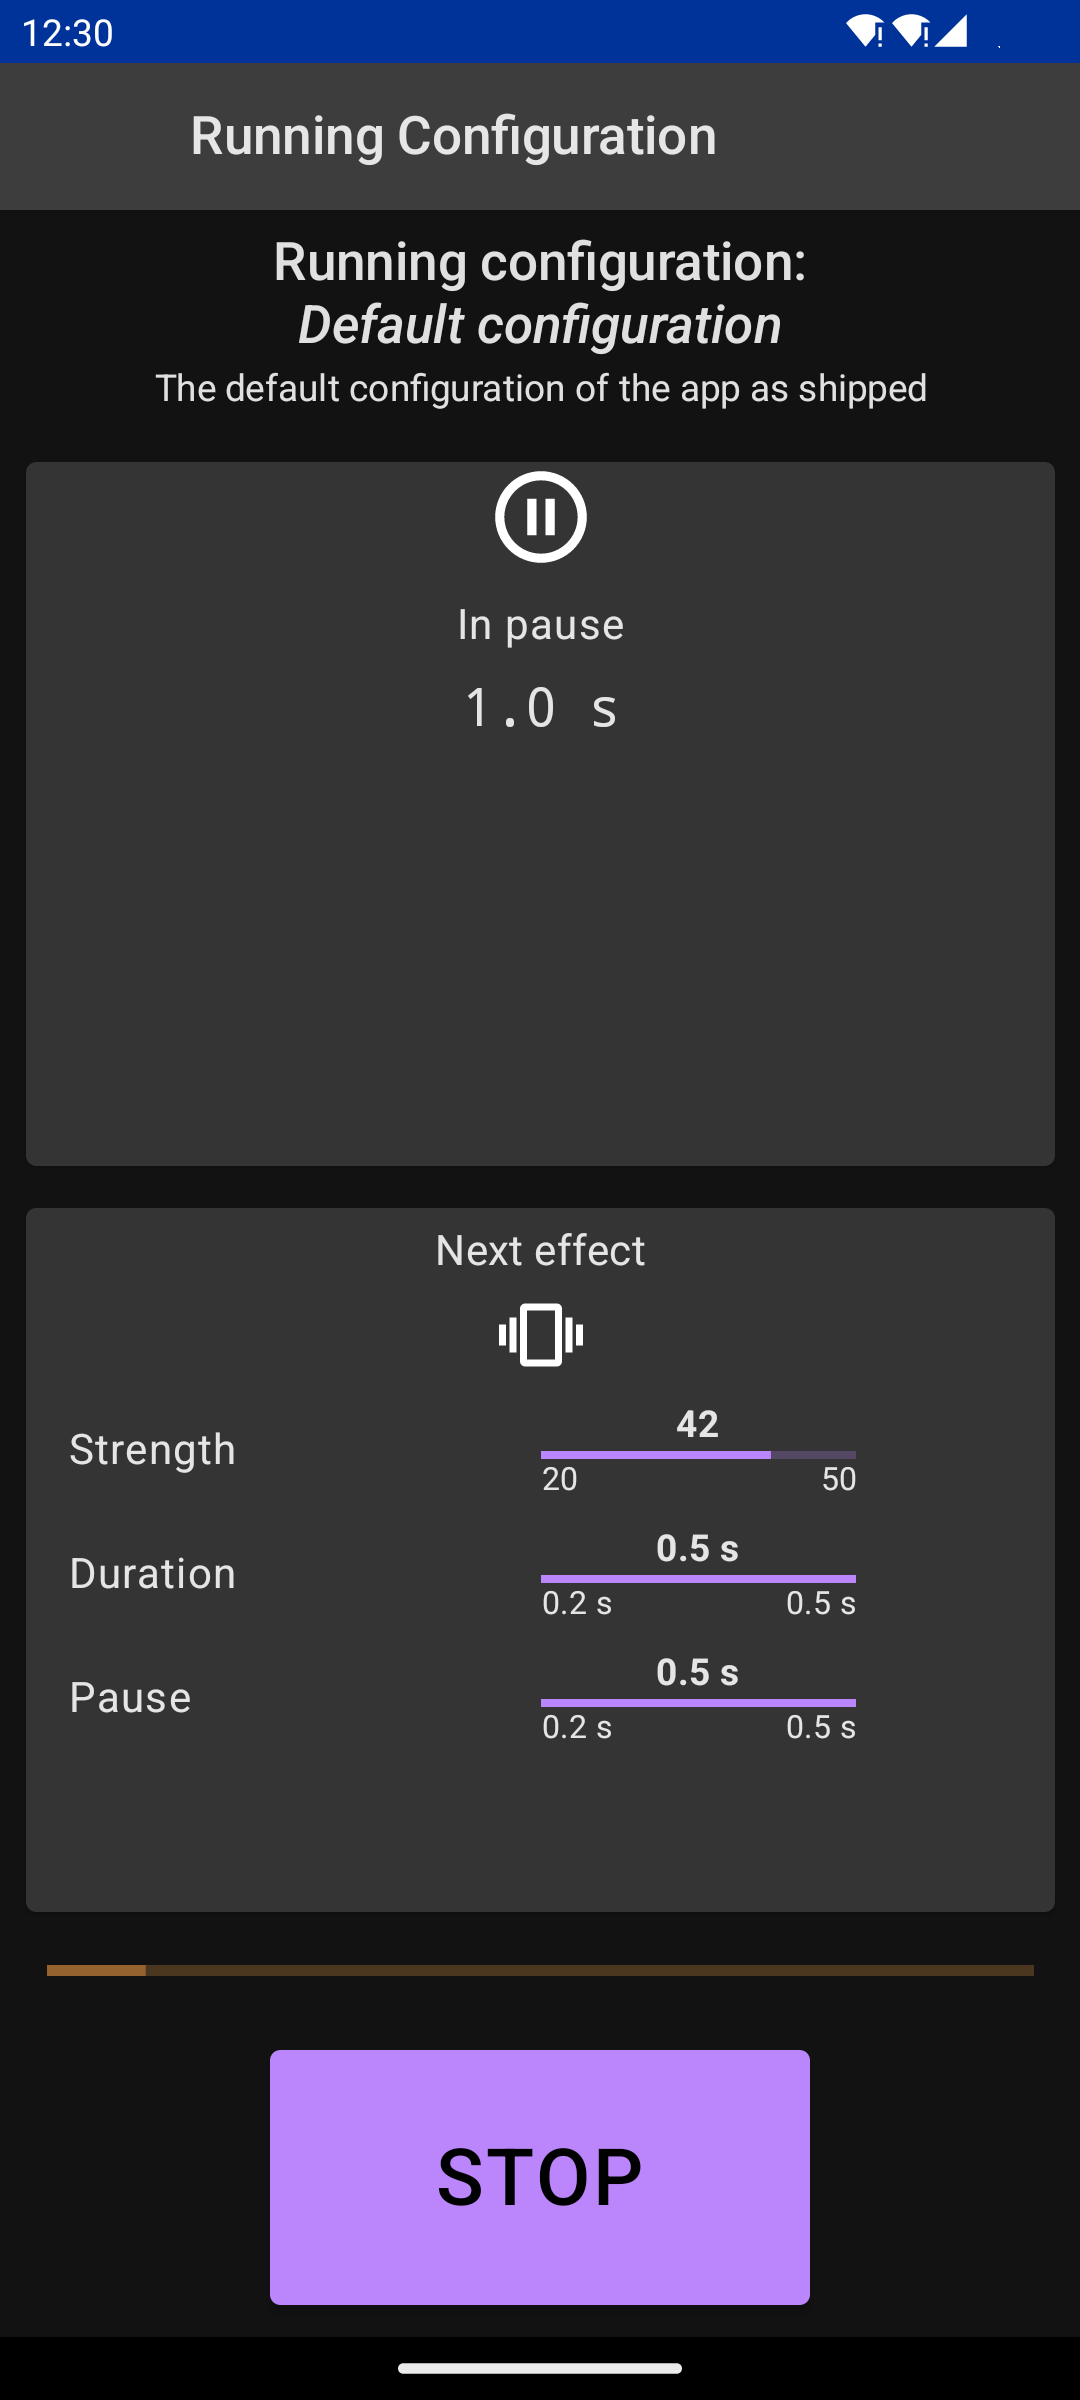 12:30
Running Configuration
Running configuration:
Default configuration
The default configuration of the app as shipped
In pause
1.0 s
Next effect
Strength
42
20 50
Duration
0.5 s
0.2 s 0.5 s
Pause
0.5 s
0.2 s 0.5 s
STOP